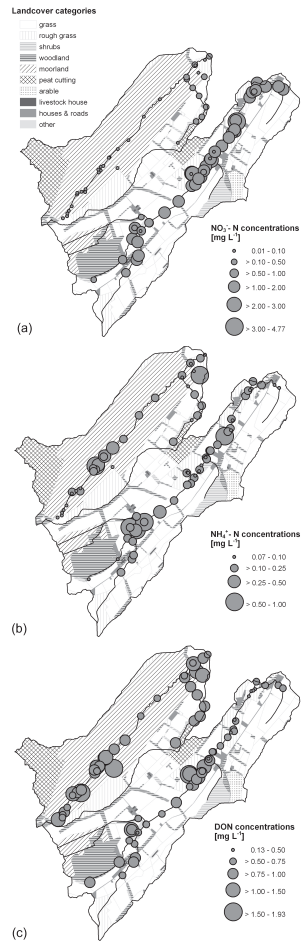 Landcover categories
grass
rough grass
shrubs
woodland
moorland
peat cutting
arable
livestock house
houses & roads
other
NO₃⁻- N concentrations
[mg L⁻¹]
0.01 - 0.10
> 0.10 - 0.50
> 0.50 - 1.00
> 1.00 - 2.00
> 2.00 - 3.00
> 3.00 - 4.77
(a)
NH₄⁺- N concentrations
[mg L⁻¹]
0.07 - 0.10
> 0.10 - 0.25
> 0.25 - 0.50
> 0.50 - 1.00
(b)
DON concentrations
[mg L⁻¹]
0.13 - 0.50
> 0.50 - 0.75
> 0.75 - 1.00
> 1.00 - 1.50
> 1.50 - 1.93
(c)